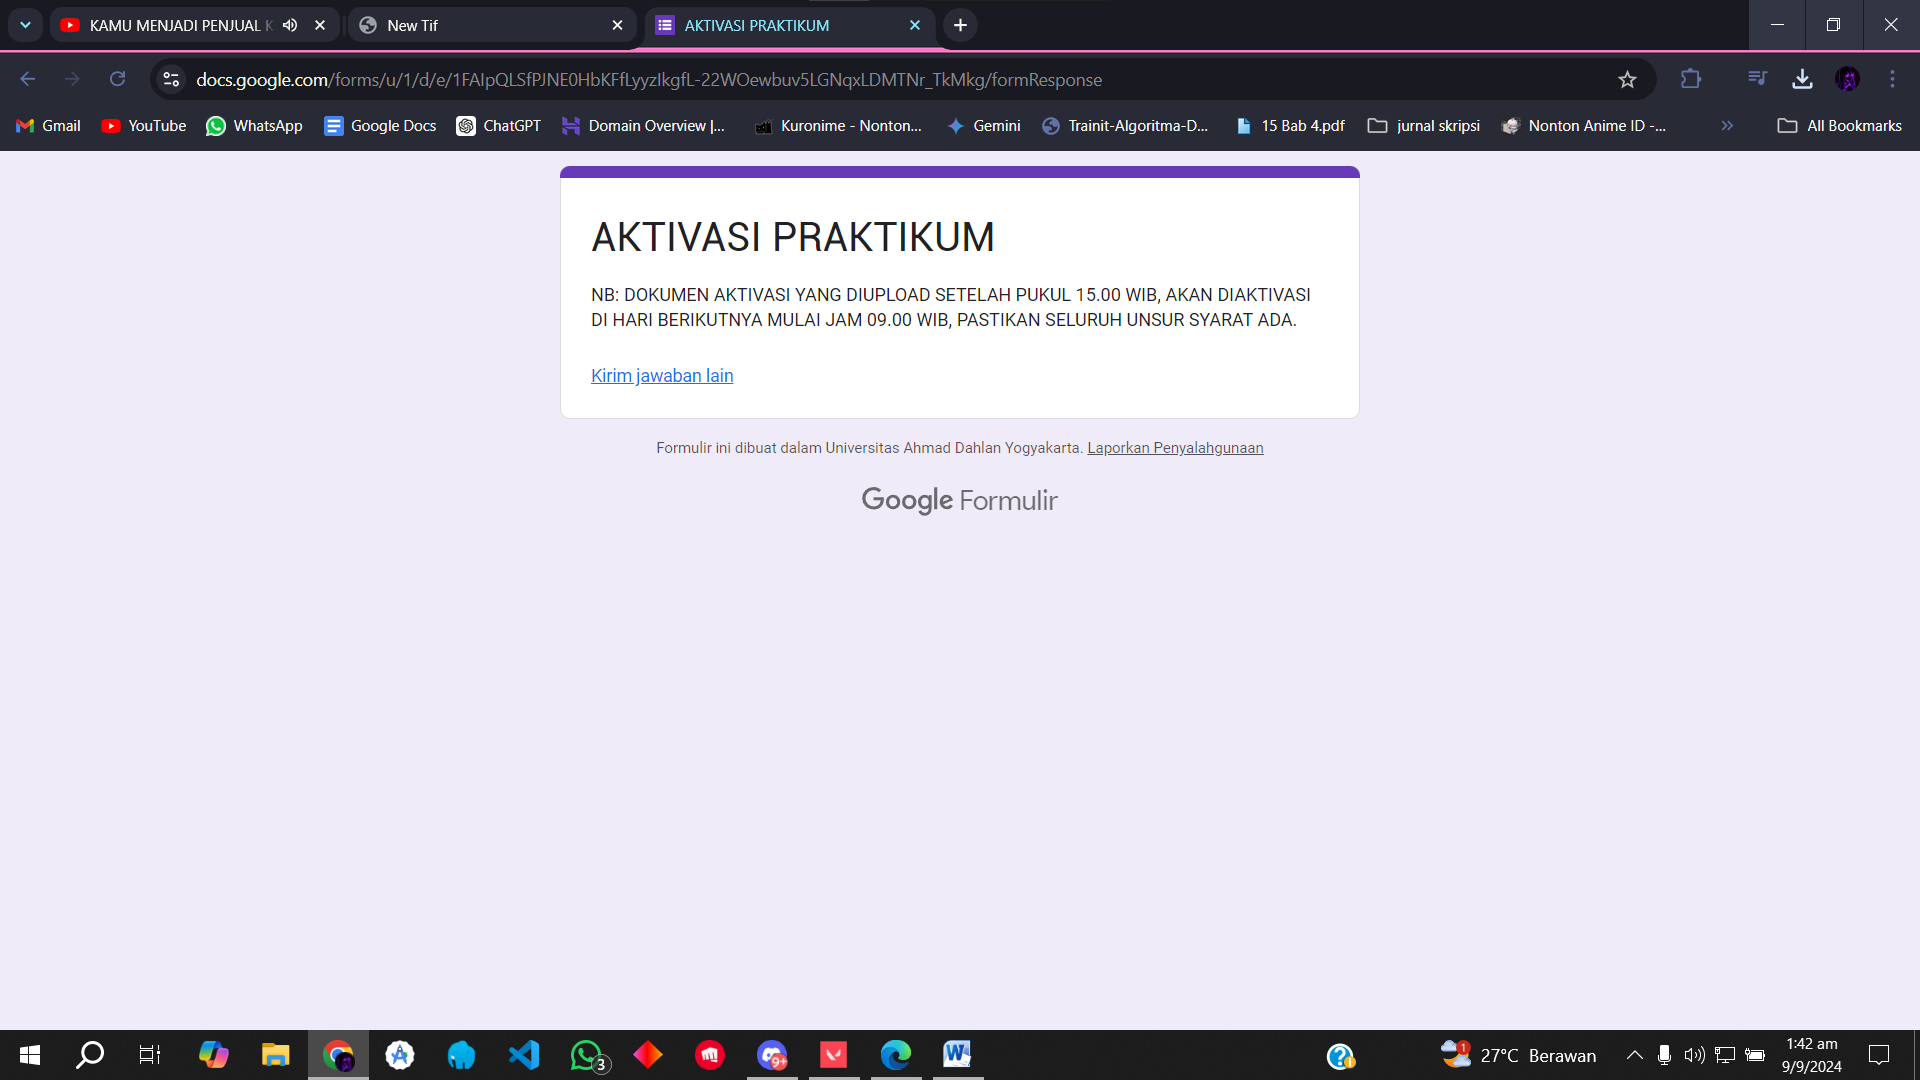 KAMU MENJADI PENJUAL K
New Tif
AKTIVASI PRAKTIKUM
docs.google.com/forms/u/1/d/e/1FAIpQLSfPJNE0HbKFfLyyzIkgfL-22WOewbuv5LGNqxLDMTNr_TkMkg/formResponse
Gmail YouTube WhatsApp Google Docs ChatGPT Domain Overview |... Kuronime - Nonton... Gemini Trainit-Algoritma-D... 15 Bab 4.pdf jurnal skripsi Nonton Anime ID -... » All Bookmarks
AKTIVASI PRAKTIKUM
NB: DOKUMEN AKTIVASI YANG DIUPLOAD SETELAH PUKUL 15.00 WIB, AKAN DIAKTIVASI
DI HARI BERIKUTNYA MULAI JAM 09.00 WIB, PASTIKAN SELURUH UNSUR SYARAT ADA.
Kirim jawaban lain
Formulir ini dibuat dalam Universitas Ahmad Dahlan Yogyakarta. Laporkan Penyalahgunaan
Google Formulir
3
9+
1
27°C Berawan
1:42 am
9/9/2024